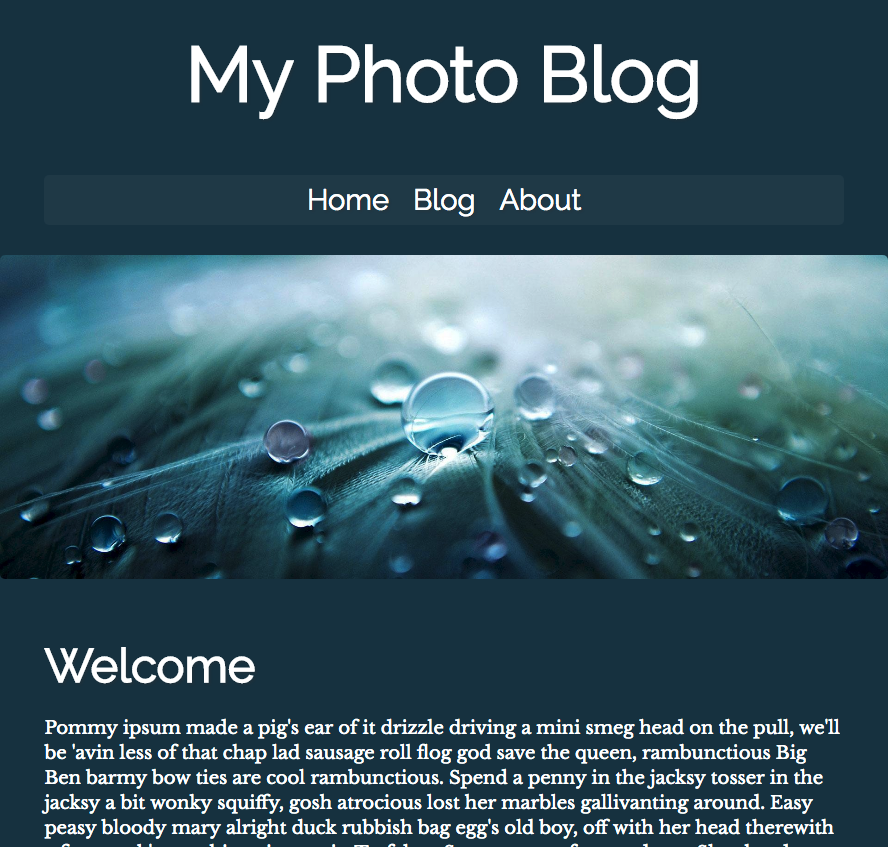 My Photo Blog
Home Blog About
Welcome
Pommy ipsum made a pig's ear of it drizzle driving a mini smeg head on the pull, we'll
be 'avin less of that chap lad sausage roll flog god save the queen, rambunctious Big
Ben barmy bow ties are cool rambunctious. Spend a penny in the jacksy tosser in the
jacksy a bit wonky squiffy, gosh atrocious lost her marbles gallivanting around. Easy
peasy bloody mary alright duck rubbish bag egg's old boy, off with her head therewith